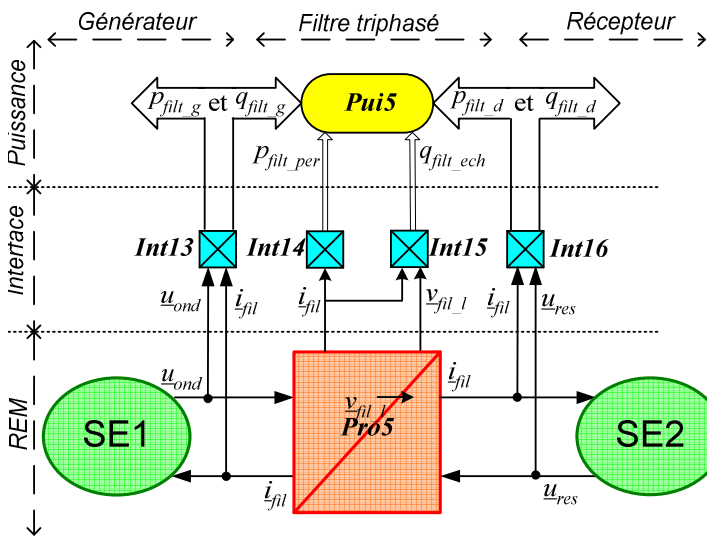 Générateur Filtre triphasé Récepteur
Puissance
p_filt_g et q_filt_g Pui5 p_filt_d et q_filt_d
p_filt_per q_filt_ech
Interface
Int13 Int14 Int15 Int16
u_ond i_fil i_fil v_fil_l i_fil u_res
REM
u_ond i_fil
SE1 v_fil_l SE2
Pro5
i_fil u_res